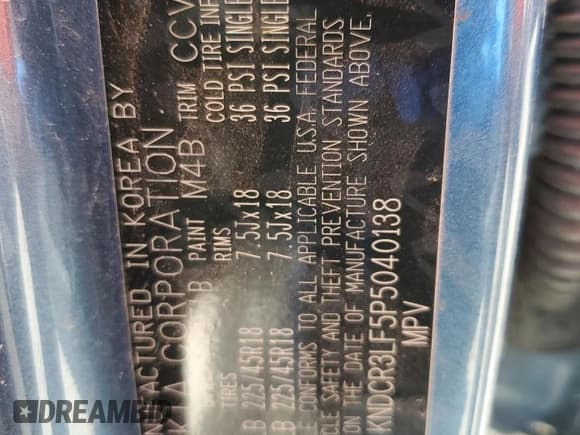 MANUFACTURED IN KOREA BY
KIA CORPORATION
PAINT M4B TRIM CCV
TIRES RIMS COLD TIRE INF
225/45R18 7.5Jx18 36 PSI SINGLE
225/45R18 7.5Jx18 36 PSI SINGLE
CONFORMS TO ALL APPLICABLE U.S.A. FEDERAL
VEHICLE SAFETY AND THEFT PREVENTION STANDARDS
ON THE DATE OF MANUFACTURE SHOWN ABOVE.
KNDCR3LF5P5040138
MPV
DREAMBID